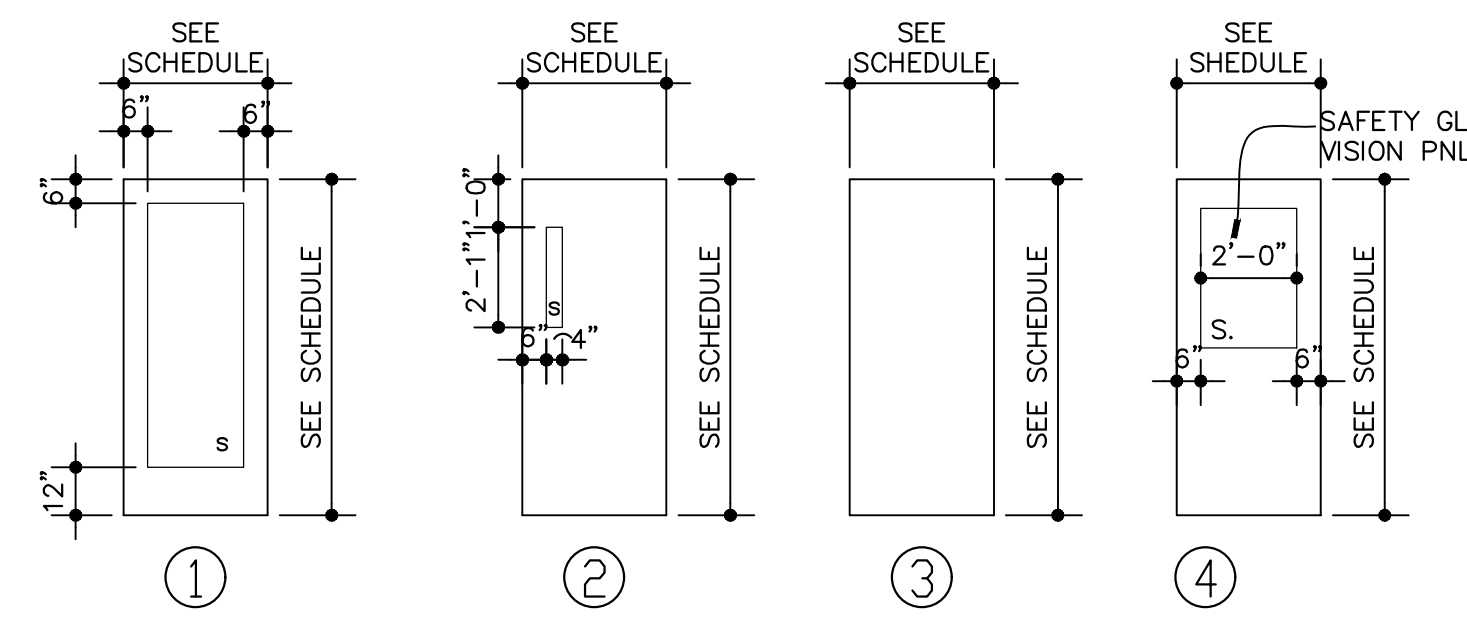 SEE
SCHEDULE
6”
6”
6”
SEE SCHEDULE
s
12”
1
SEE
SCHEDULE
1’-0”
2’-1”
s
6”
4”
SEE SCHEDULE
2
SEE
SCHEDULE
SEE SCHEDULE
3
SEE
SHEDULE
SAFETY GL
VISION PNL
2’-0”
S.
6”
6”
SEE SCHEDULE
4